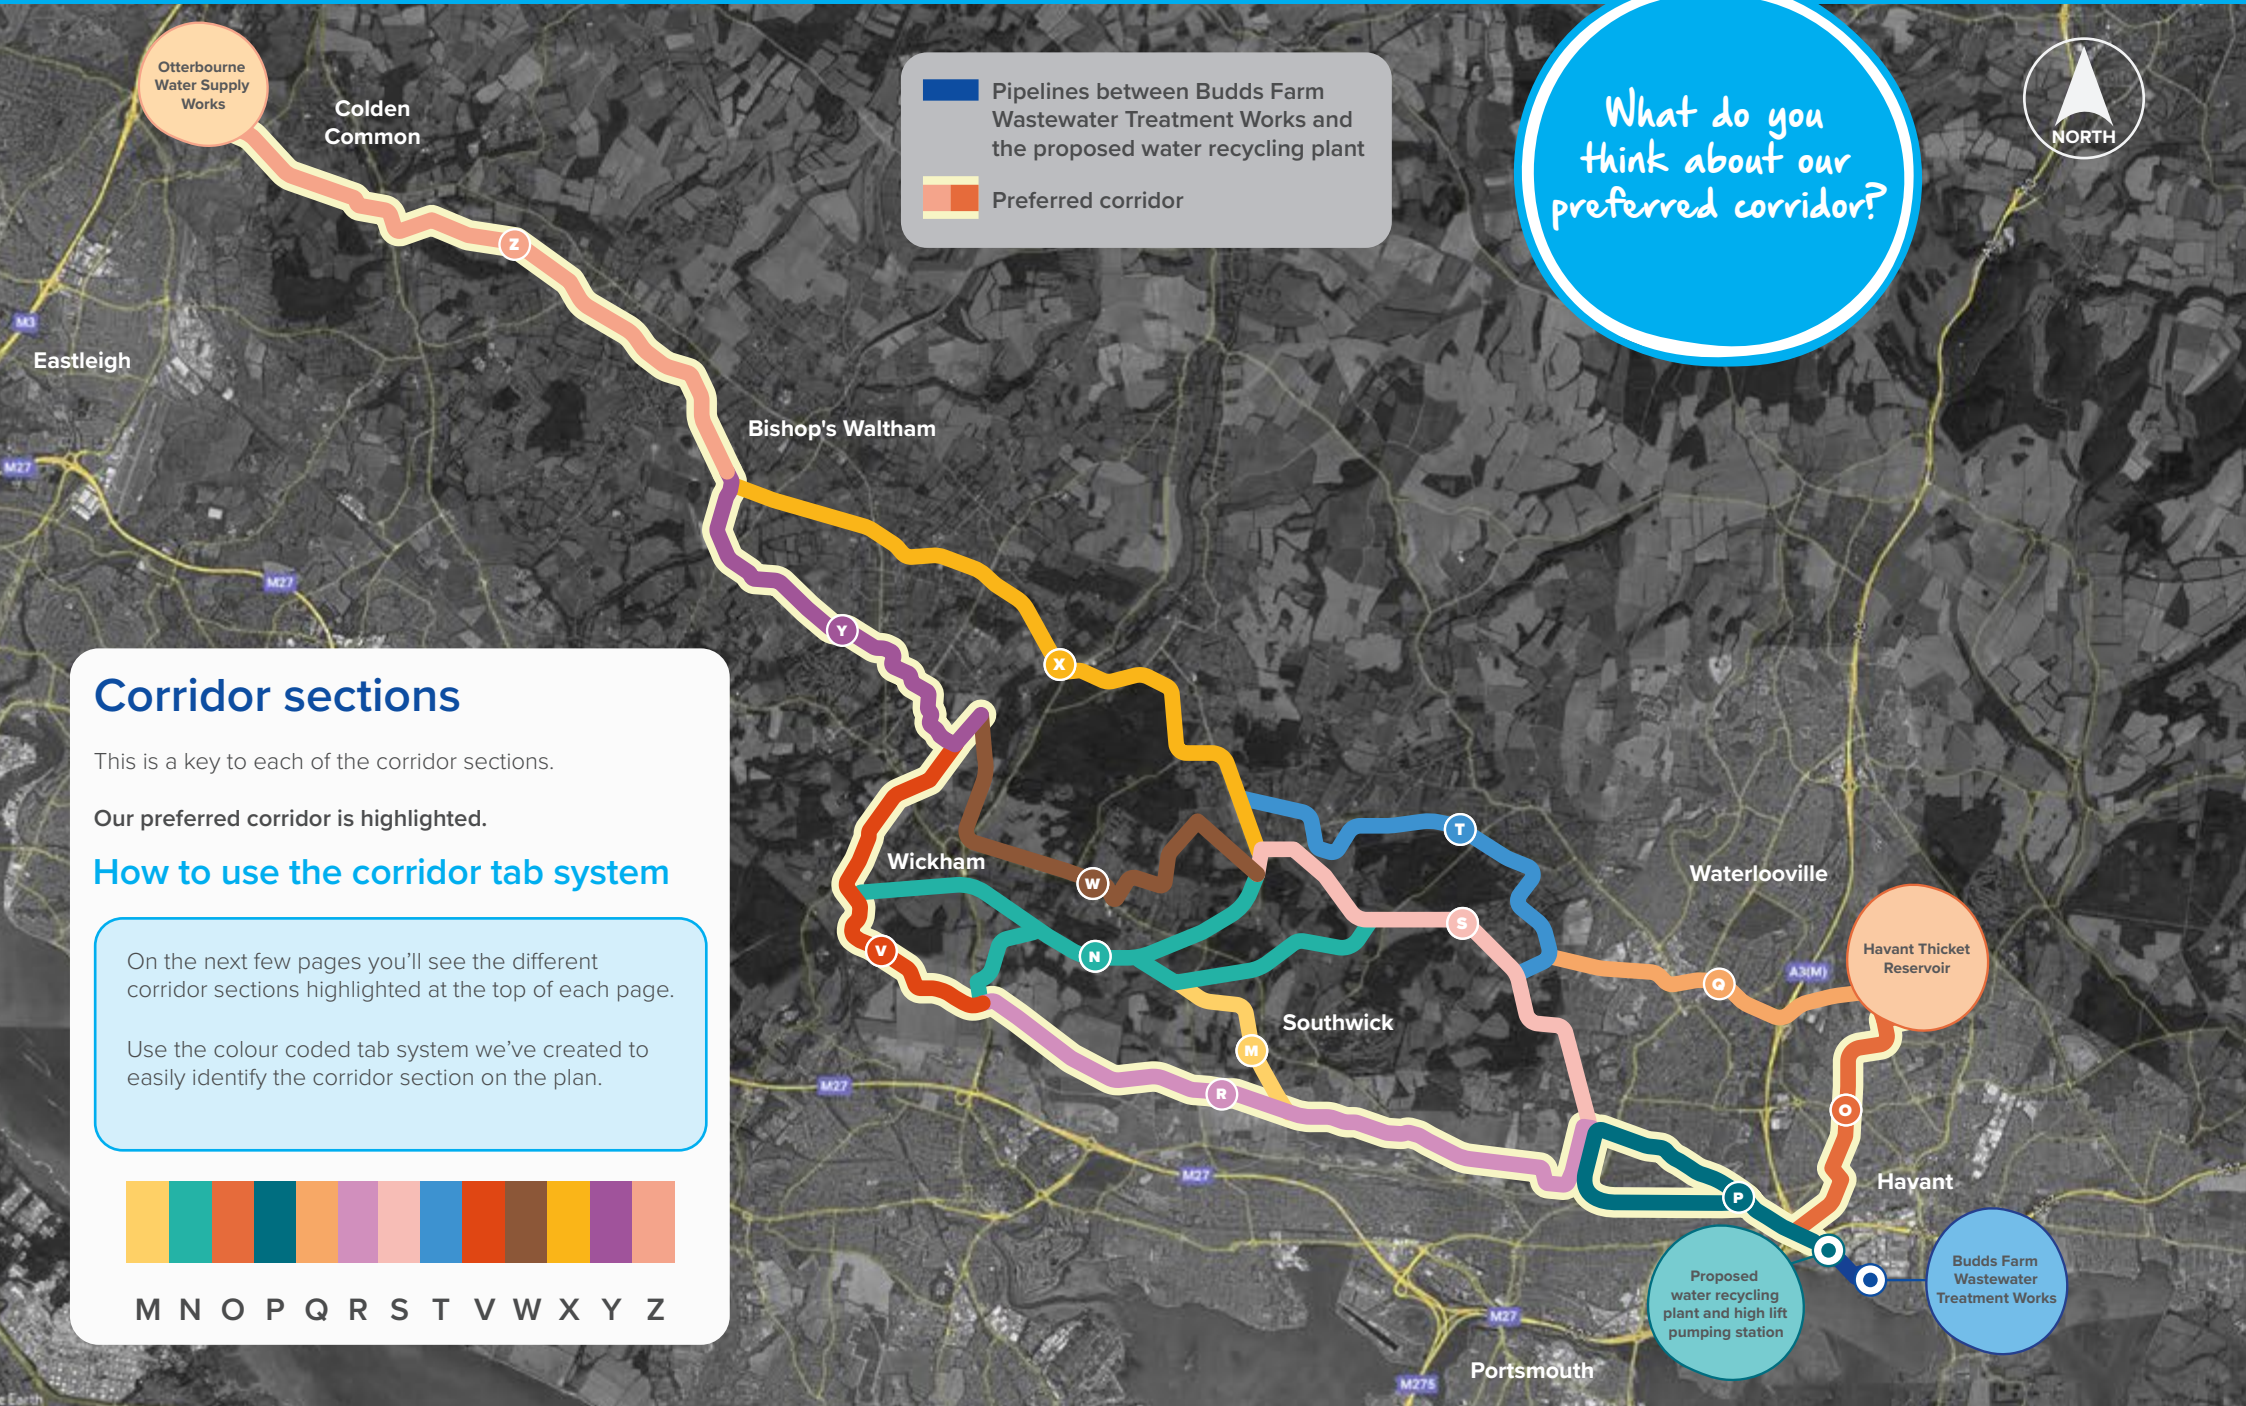 Otterbourne
Water Supply
Works
Colden
Common
Pipelines between Budds Farm
Wastewater Treatment Works and
the proposed water recycling plant
Preferred corridor
What do you
think about our
preferred corridor?
NORTH
Z
M3
Eastleigh
Bishop's Waltham
M27
M27
Y
X
Corridor sections
This is a key to each of the corridor sections.
Our preferred corridor is highlighted.
How to use the corridor tab system
On the next few pages you'll see the different
corridor sections highlighted at the top of each page.
Use the colour coded tab system we've created to
easily identify the corridor section on the plan.
M N O P Q R S T V W X Y Z
T
Wickham
W
Waterlooville
S
V
N
Havant Thicket
Reservoir
A3(M)
Q
Southwick
M
M27
R
O
M27
Havant
P
Proposed
water recycling
plant and high lift
pumping station
Budds Farm
Wastewater
Treatment Works
M27
Portsmouth
M275
Earth